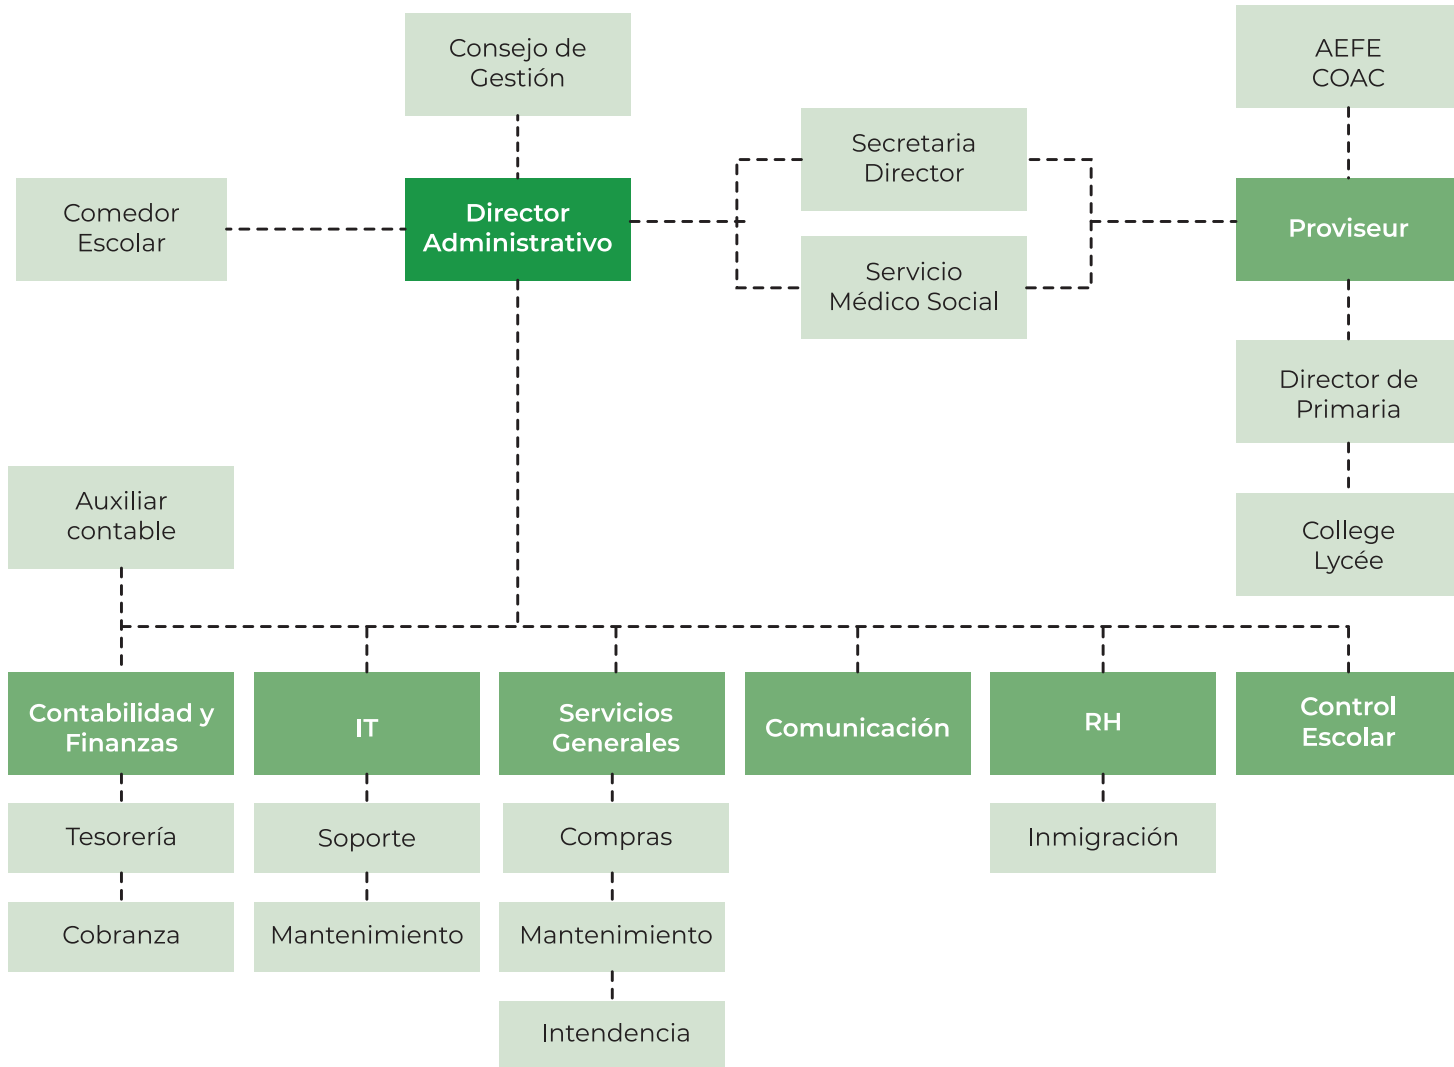 Consejo de
Gestión
AEFE
COAC
Secretaria
Director
Comedor
Escolar
Director
Administrativo
Proviseur
Servicio
Médico Social
Director de
Primaria
Auxiliar
contable
College
Lycée
Contabilidad y
Finanzas
IT
Servicios
Generales
Comunicación
RH
Control
Escolar
Tesorería
Soporte
Compras
Inmigración
Cobranza
Mantenimiento
Mantenimiento
Intendencia